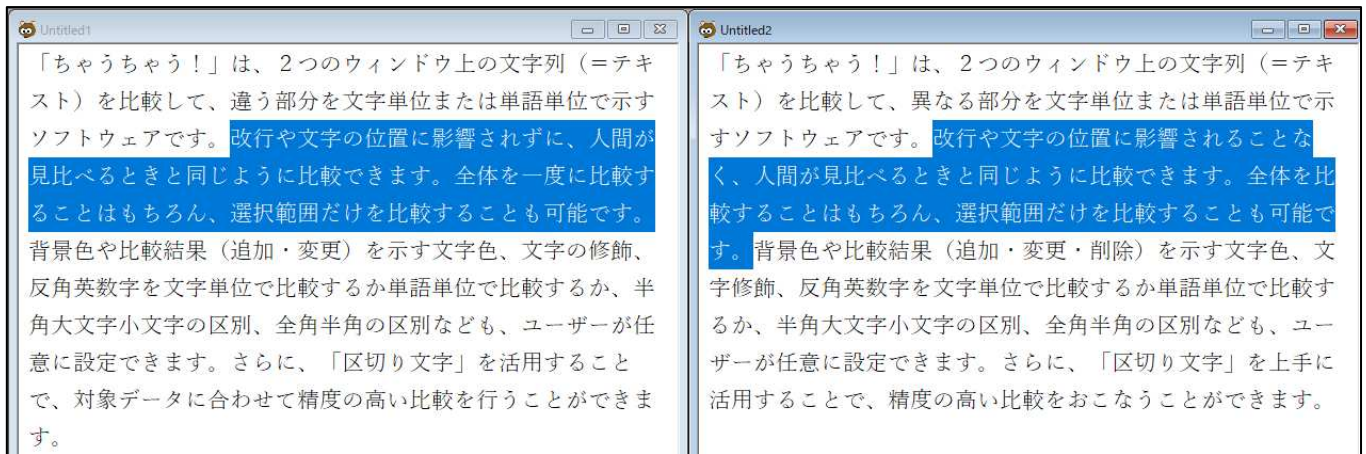 Untitled1
「ちゃうちゃう！」は、２つのウィンドウ上の文字列（＝テキ
スト）を比較して、違う部分を文字単位または単語単位で示す
ソフトウェアです。改行や文字の位置に影響されずに、人間が
見比べるときと同じように比較できます。全体を一度に比較す
ることはもちろん、選択範囲だけを比較することも可能です。
背景色や比較結果（追加・変更）を示す文字色、文字の修飾、
反角英数字を文字単位で比較するか単語単位で比較するか、半
角大文字小文字の区別、全角半角の区別なども、ユーザーが任
意に設定できます。さらに、「区切り文字」を活用すること
で、対象データに合わせて精度の高い比較を行うことができま
す。
Untitled2
「ちゃうちゃう！」は、２つのウィンドウ上の文字列（＝テキ
スト）を比較して、異なる部分を文字単位または単語単位で示
すソフトウェアです。改行や文字の位置に影響されることな
く、人間が見比べるときと同じように比較できます。全体を比
較することはもちろん、選択範囲だけを比較することも可能で
す。背景色や比較結果（追加・変更・削除）を示す文字色、文
字修飾、反角英数字を文字単位で比較するか単語単位で比較す
るか、半角大文字小文字の区別、全角半角の区別なども、ユー
ザーが任意に設定できます。さらに、「区切り文字」を上手に
活用することで、精度の高い比較をおこなうことができます。